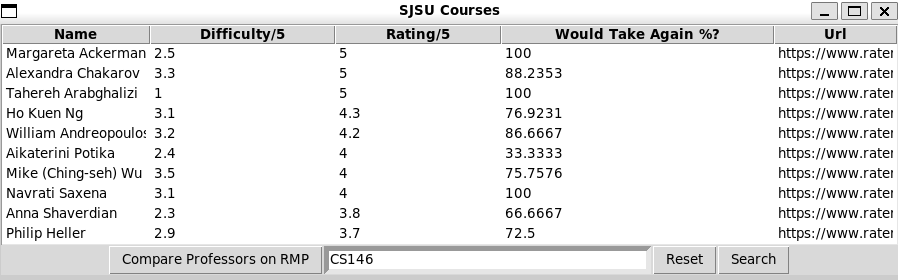 SJSU Courses
Name Difficulty/5 Rating/5 Would Take Again %? Url
Margareta Ackerman 2.5 5 100 https://www.rater
Alexandra Chakarov 3.3 5 88.2353 https://www.rater
Tahereh Arabghalizi 1 5 100 https://www.rater
Ho Kuen Ng 3.1 4.3 76.9231 https://www.rater
William Andreopoulos 3.2 4.2 86.6667 https://www.rater
Aikaterini Potika 2.4 4 33.3333 https://www.rater
Mike (Ching-seh) Wu 3.5 4 75.7576 https://www.rater
Navrati Saxena 3.1 4 100 https://www.rater
Anna Shaverdian 2.3 3.8 66.6667 https://www.rater
Philip Heller 2.9 3.7 72.5 https://www.rater
Compare Professors on RMP CS146 Reset Search